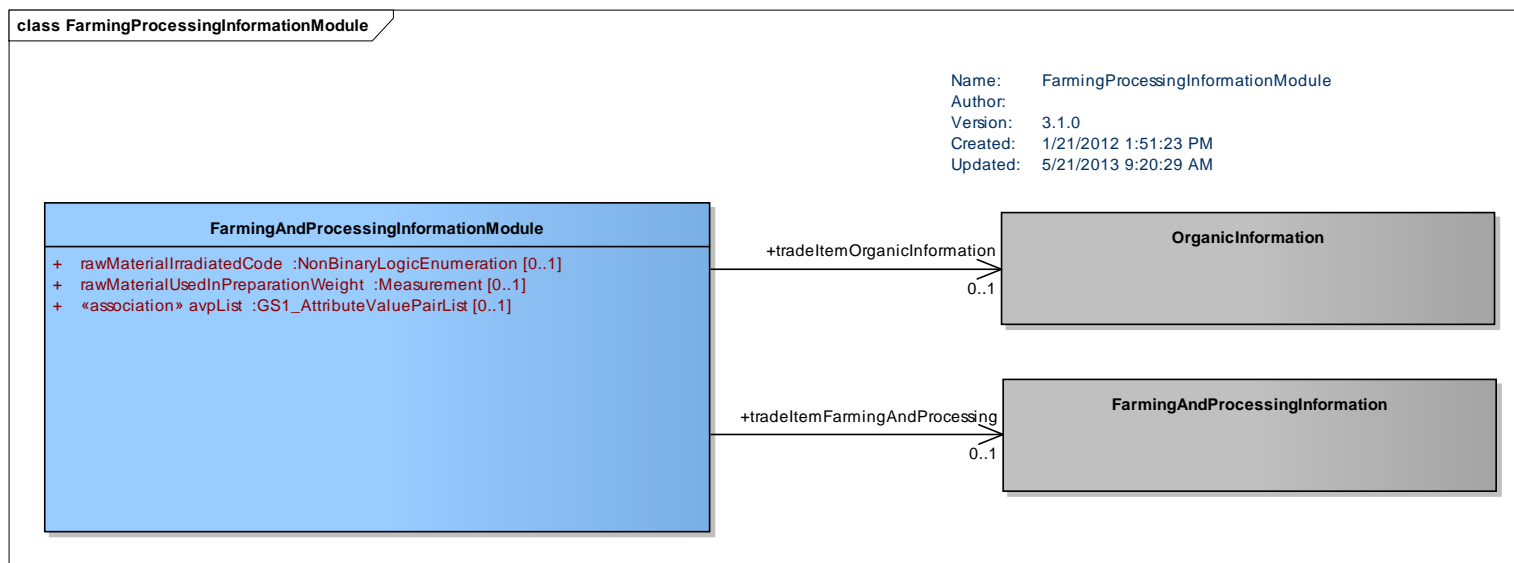 class FarmingProcessingInformationModule
Name: FarmingProcessingInformationModule
Author:
Version: 3.1.0
Created: 1/21/2012 1:51:23 PM
Updated: 5/21/2013 9:20:29 AM
FarmingAndProcessingInformationModule
+ rawMaterialIrradiatedCode :NonBinaryLogicEnumeration [0..1]
+ rawMaterialUsedInPreparationWeight :Measurement [0..1]
+ «association» avpList :GS1_AttributeValuePairList [0..1]
+tradeItemOrganicInformation
0..1
OrganicInformation
+tradeItemFarmingAndProcessing
0..1
FarmingAndProcessingInformation